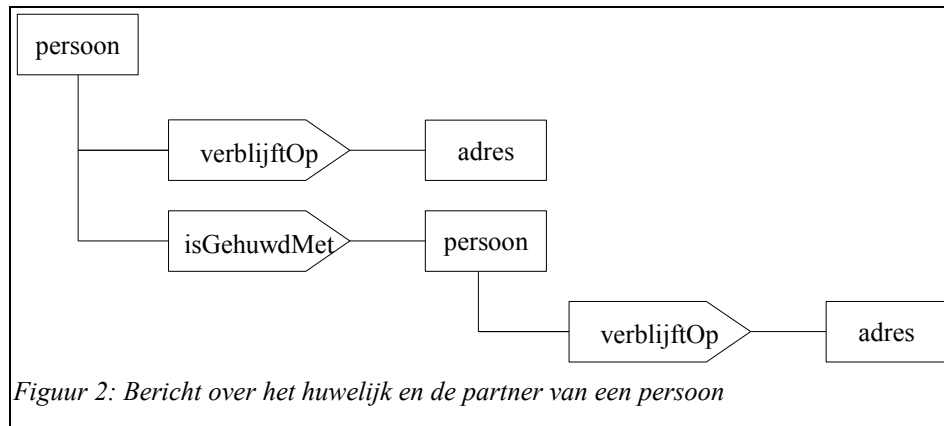 persoon
verblijftOp
adres
isGehuwdMet
persoon
verblijftOp
adres
Figuur 2: Bericht over het huwelijk en de partner van een persoon